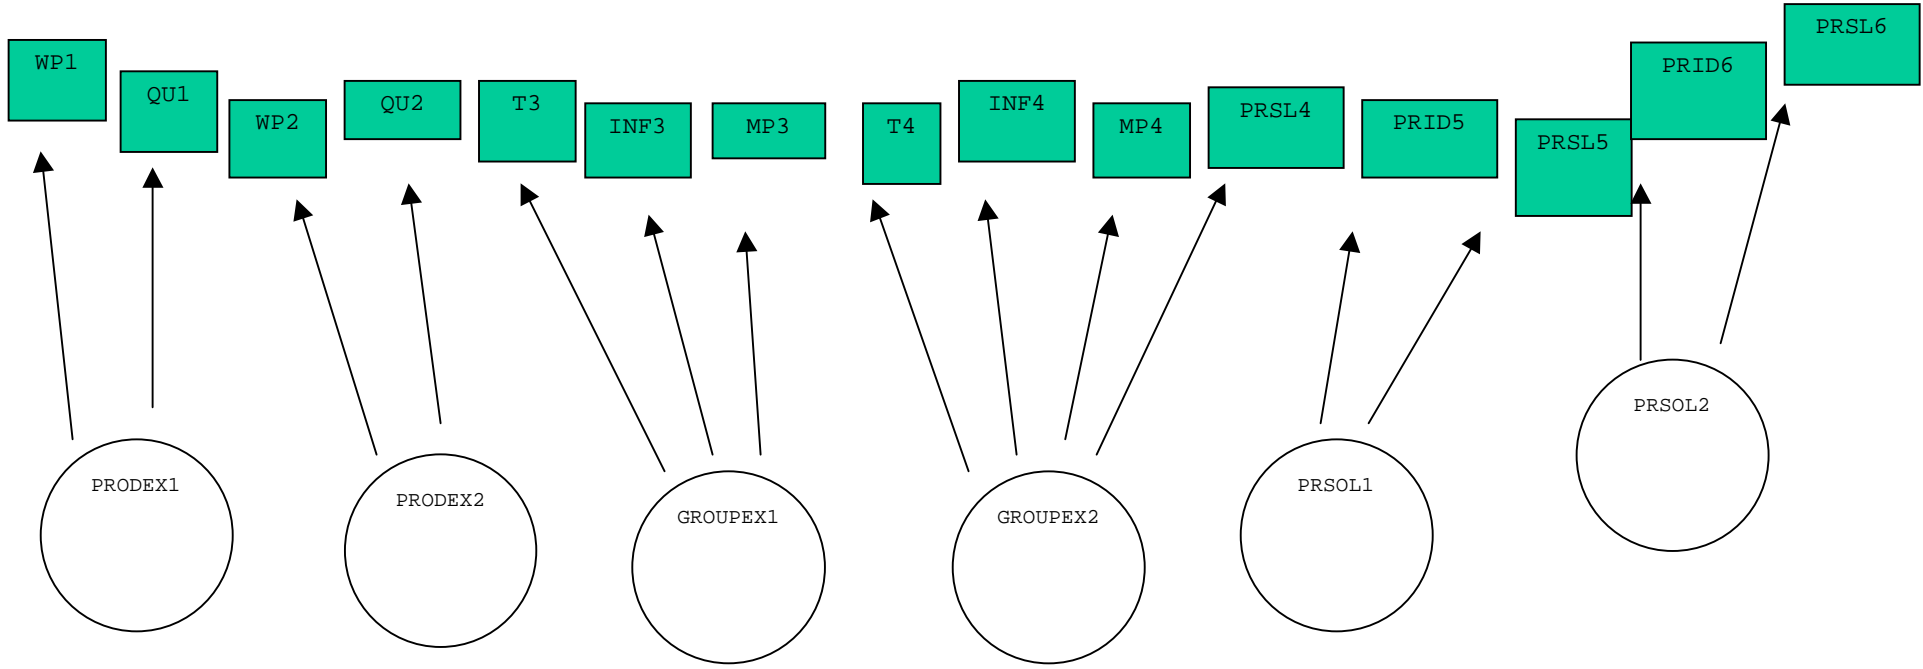 WP1
QU1
WP2
QU2
T3
INF3
MP3
T4
INF4
MP4
PRSL4
PRID5
PRSL5
PRID6
PRSL6
PRODEX1
PRODEX2
GROUPEX1
GROUPEX2
PRSOL1
PRSOL2